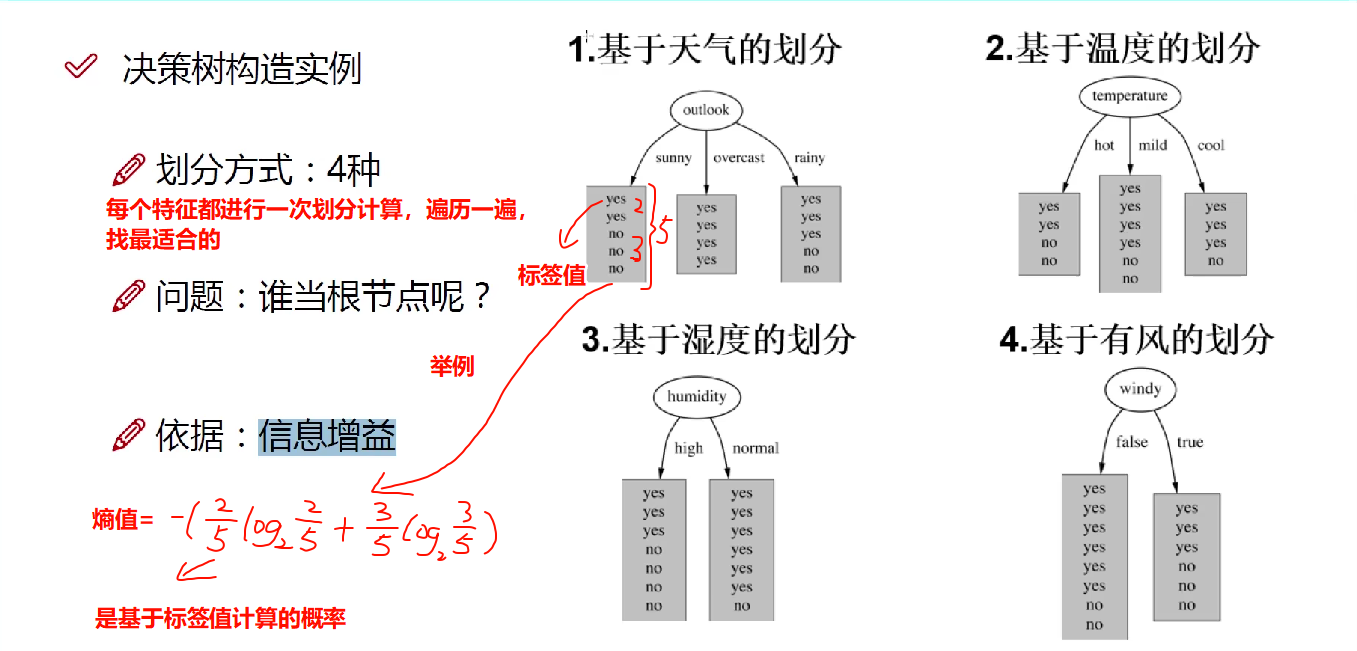 决策树构造实例
划分方式：4种
每个特征都进行一次划分计算，遍历一遍，
找最适合的
问题：谁当根节点呢？
举例
依据：信息增益
熵值= -(2/5 log₂ 2/5 + 3/5 log₂ 3/5)
是基于标签值计算的概率
1.基于天气的划分
outlook
sunny overcast rainy
yes
yes
no
no
no
2
3
5
标签值
yes
yes
yes
yes
yes
yes
yes
no
no
2.基于温度的划分
temperature
hot mild cool
yes
yes
no
no
yes
yes
yes
yes
no
no
yes
yes
yes
no
3.基于湿度的划分
humidity
high normal
yes
yes
yes
no
no
no
no
yes
yes
yes
yes
yes
yes
no
4.基于有风的划分
windy
false true
yes
yes
yes
yes
yes
yes
no
no
yes
yes
yes
no
no
no